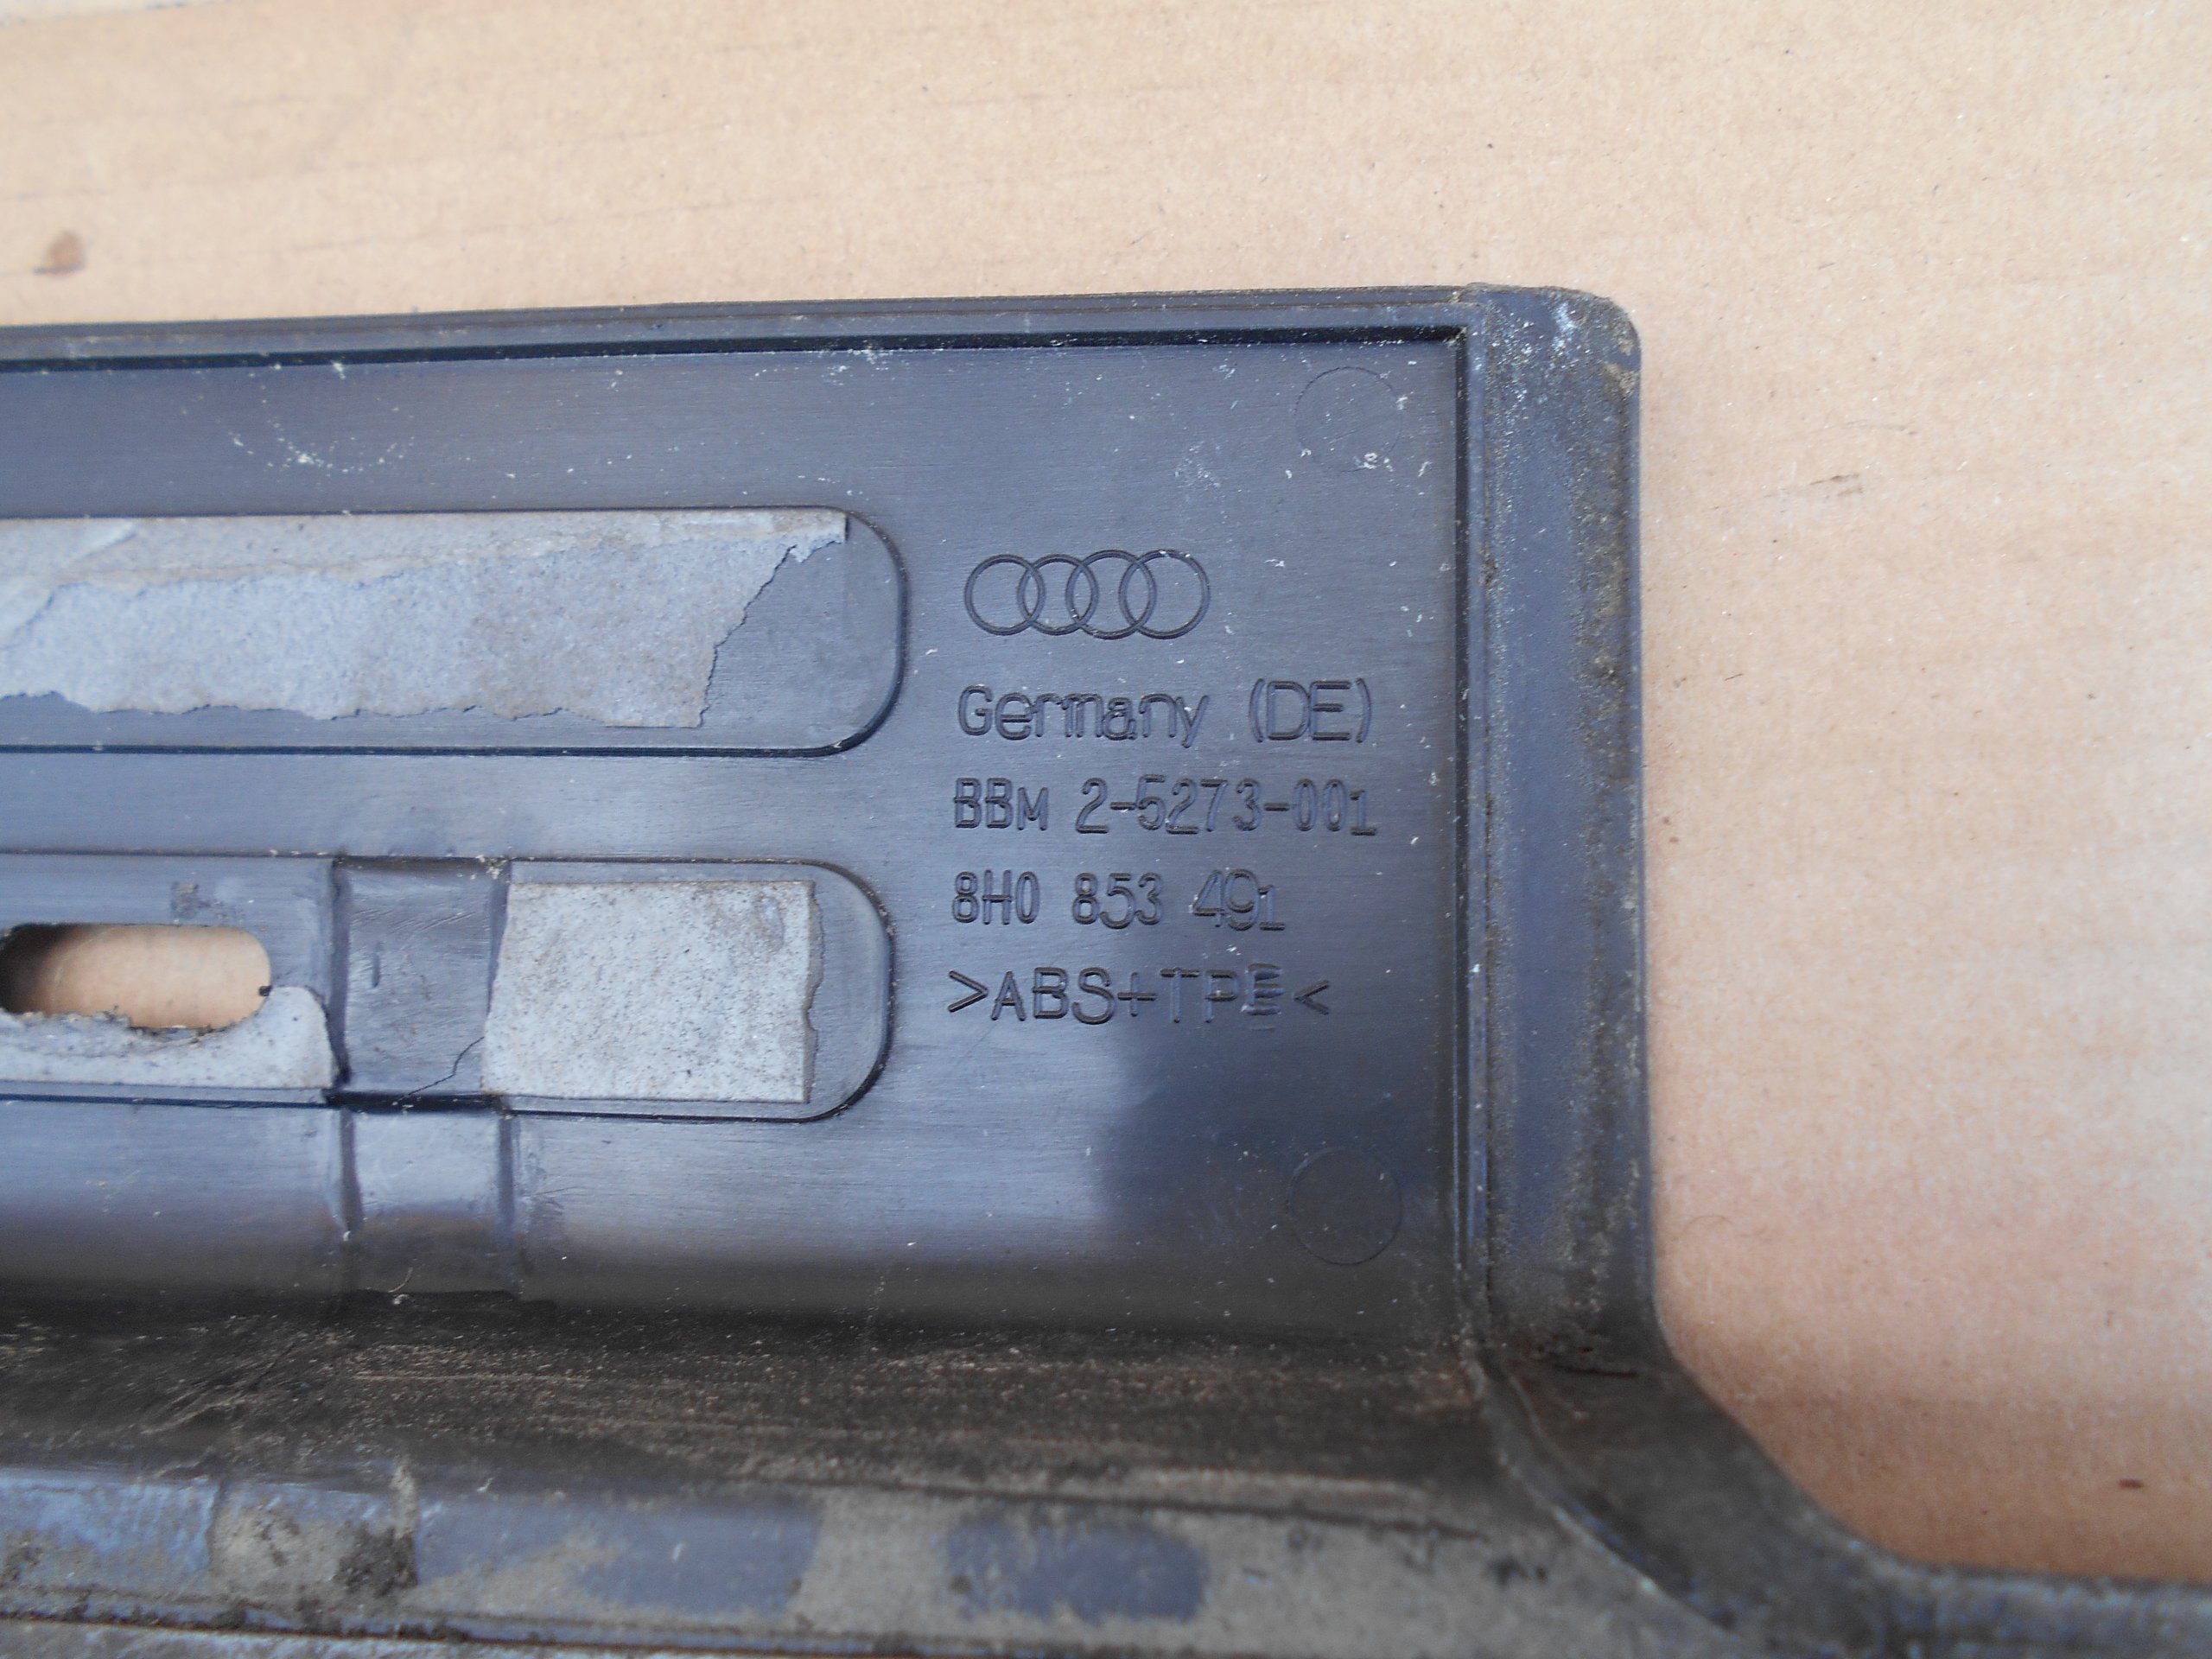 Germany (DE)
BBM 2-5273-001
8H0 853 491
>ABS+TPE<